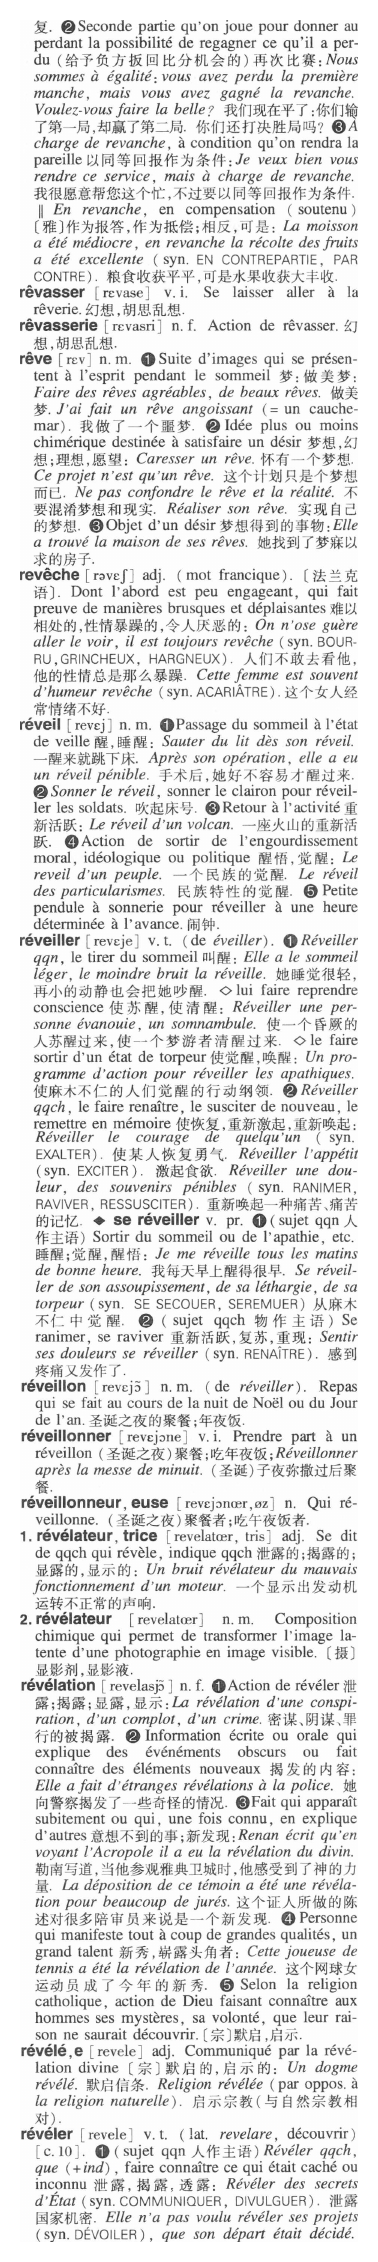 复. ❷Seconde partie qu'on joue pour donner au
perdant la possibilité de regagner ce qu'il a per-
du (给予负方扳回比分机会的)再次比赛:Nous
sommes à égalité: vous avez perdu la première
manche, mais vous avez gagné la revanche.
Voulez-vous faire la belle? 我们现在平了:你们输
了第一局,却赢了第二局. 你们还打决胜局吗? ❸À
charge de revanche, à condition qu'on rendra la
pareille 以同等回报作为条件:Je veux bien vous
rendre ce service, mais à charge de revanche.
我很愿意帮您这个忙,不过要以同等回报作为条件.
‖ En revanche, en compensation (soutenu)
〔雅〕作为报答,作为抵偿;相反,可是: La moisson
a été médiocre, en revanche la récolte des fruits
a été excellente (syn. EN CONTREPARTIE, PAR
CONTRE). 粮食收获平平,可是水果收获大丰收.
rêvasser [rɛvase] v.i. Se laisser aller à la
rêverie. 幻想,胡思乱想.
rêvasserie [rɛvasri] n.f. Action de rêvasser. 幻
想,胡思乱想.
rêve [rɛv] n.m. ❶Suite d'images qui se présen-
tent à l'esprit pendant le sommeil 梦:做美梦:
Faire des rêves agréables, de beaux rêves. 做美
梦. J'ai fait un rêve angoissant (= un cauche-
mar). 我做了一个噩梦. ❷ Idée plus ou moins
chimérique destinée à satisfaire un désir 梦想,幻
想;理想,愿望: Caresser un rêve. 怀有一个梦想.
Ce projet n'est qu'un rêve. 这个计划只是个梦想
而已. Ne pas confondre le rêve et la réalité. 不
要混淆梦想和现实. Réaliser son rêve. 实现自己
的梦想. ❸Objet d'un désir 梦想得到的事物:Elle
a trouvé la maison de ses rêves. 她找到了梦寐以
求的房子.
revêche [rəvɛʃ] adj. (mot francique). 〔法兰克
语〕. Dont l'abord est peu engageant, qui fait
preuve de manières brusques et déplaisantes 难以
相处的,性情暴躁的,令人厌恶的: On n'ose guère
aller le voir, il est toujours revêche (syn. BOUR-
RU,GRINCHEUX, HARGNEUX). 人们不敢去看他,
他的性情总是那么暴躁. Cette femme est souvent
d'humeur revêche (syn. ACARIÂTRE).这个女人经
常情绪不好.
réveil [revɛj] n.m. ❶Passage du sommeil à l'état
de veille 醒,睡醒: Sauter du lit dès son réveil.
一醒来就跳下床. Après son opération, elle a eu
un réveil pénible. 手术后,她好不容易才醒过来.
❷Sonner le réveil, sonner le clairon pour réveil-
ler les soldats. 吹起床号. ❸Retour à l'activité 重
新活跃: Le réveil d'un volcan. 一座火山的重新活
跃. ❹Action de sortir de l'engourdissement
moral, idéologique ou politique 醒悟,觉醒: Le
reveil d'un peuple. 一个民族的觉醒. Le réveil
des particularismes. 民族特性的觉醒. ❺ Petite
pendule à sonnerie pour réveiller à une heure
déterminée à l'avance.闹钟.
réveiller [revɛje] v.t. (de éveiller). ❶Réveiller
qqn, le tirer du sommeil 叫醒: Elle a le sommeil
léger, le moindre bruit la réveille. 她睡觉很轻,
再小的动静也会把她吵醒. ◇lui faire reprendre
conscience 使苏醒,使清醒: Réveiller une per-
sonne évanouie, un somnambule. 使一个昏厥的
人苏醒过来,使一个梦游者清醒过来. ◇le faire
sortir d'un état de torpeur 使觉醒,唤醒: Un pro-
gramme d'action pour réveiller les apathiques.
使麻木不仁的人们觉醒的行动纲领. ❷Réveiller
qqch, le faire renaître, le susciter de nouveau, le
remettre en mémoire 使恢复,重新激起,重新唤起:
Réveiller le courage de quelqu'un (syn.
EXALTER). 使某人恢复勇气. Réveiller l'appétit
(syn. EXCITER). 激起食欲. Réveiller une dou-
leur, des souvenirs pénibles (syn. RANIMER,
RAVIVER, RESSUSCITER). 重新唤起一种痛苦、痛苦
的记忆. ◆ se réveiller v. pr. ❶(sujet qqn 人
作主语) Sortir du sommeil ou de l'apathie, etc.
睡醒;觉醒,醒悟: Je me réveille tous les matins
de bonne heure. 我每天早上醒得很早. Se réveil-
ler de son assoupissement, de sa léthargie, de sa
torpeur (syn. SE SECOUER, SEREMUER) 从麻木
不仁中觉醒. ❷ (sujet qqch 物作主语) Se
ranimer, se raviver 重新活跃,复苏,重现: Sentir
ses douleurs se réveiller (syn. RENAÎTRE). 感到
疼痛又发作了.
réveillon [revɛjɔ̃] n.m. (de réveiller). Repas
qui se fait au cours de la nuit de Noël ou du Jour
de l'an. 圣诞之夜的聚餐;年夜饭.
réveillonner [revɛjɔne] v.i. Prendre part à un
réveillon (圣诞之夜)聚餐;吃年夜饭;Réveillonner
après la messe de minuit. (圣诞)子夜弥撒过后聚
餐.
réveillonneur, euse [revɛjɔnœr,øz] n. Qui ré-
veillonne. (圣诞之夜)聚餐者;吃午夜饭者.
1. révélateur, trice [revelatœr, tris] adj. Se dit
de qqch qui révèle, indique qqch 泄露的;揭露的;
显露的,显示的: Un bruit révélateur du mauvais
fonctionnement d'un moteur. 一个显示出发动机
运转不正常的声响.
2. révélateur [revelatœr] n.m. Composition
chimique qui permet de transformer l'image la-
tente d'une photographie en image visible. 〔摄〕
显影剂,显影液.
révélation [revelasjɔ̃] n.f. ❶Action de révéler 泄
露;揭露;显露,显示:La révélation d'une conspi-
ration, d'un complot, d'un crime. 密谋、阴谋、罪
行的被揭露. ❷ Information écrite ou orale qui
explique des événéments obscurs ou fait
connaître des éléments nouveaux 揭发的内容:
Elle a fait d'étranges révélations à la police. 她
向警察揭发了一些奇怪的情况. ❸Fait qui apparaît
subitement ou qui, une fois connu, en explique
d'autres 意想不到的事;新发现:Renan écrit qu'en
voyant l'Acropole il a eu la révélation du divin.
勒南写道,当他参观雅典卫城时,他感受到了神的力
量. La déposition de ce témoin a été une révéla-
tion pour beaucoup de jurés. 这个证人所做的陈
述对很多陪审员来说是一个新发现. ❹ Personne
qui manifeste tout à coup de grandes qualités, un
grand talent 新秀,崭露头角者: Cette joueuse de
tennis a été la révélation de l'année. 这个网球女
运动员成了今年的新秀. ❺ Selon la religion
catholique, action de Dieu faisant connaître aux
hommes ses mystères, sa volonté, que leur rai-
son ne saurait découvrir.〔宗〕默启,启示.
révélé,e [revele] adj. Communiqué par la révé-
lation divine 〔宗〕默启的,启示的: Un dogme
révélé. 默启信条. Religion révélée (par oppos. à
la religion naturelle). 启示宗教(与自然宗教相
对).
révéler [revele] v.t. (lat. revelare, découvrir)
[c.10]. ❶(sujet qqn 人作主语)Révéler qqch,
que (+ind), faire connaître ce qui était caché ou
inconnu 泄露,揭露,透露: Révéler des secrets
d'État (syn. COMMUNIQUER, DIVULGUER). 泄露
国家机密. Elle n'a pas voulu révéler ses projets
(syn. DÉVOILER), que son départ était décidé.